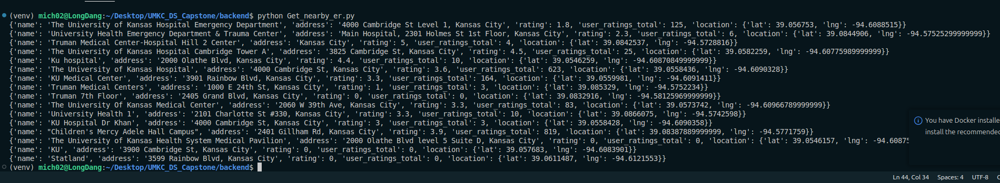 (venv) mich02@LongDang:~/Desktop/UMKC_DS_Capstone/backend$ python Get_nearby_er.py
{'name': 'The University of Kansas Hospital Emergency Department', 'address': '4000 Cambridge St Level 1, Kansas City', 'rating': 1.8, 'user_ratings_total': 125, 'location': {'lat': 39.056753, 'lng': -94.6088515}}
{'name': 'University Health Emergency Department & Trauma Center', 'address': 'Main Hospital, 2301 Holmes St 1st Floor, Kansas City', 'rating': 2.3, 'user_ratings_total': 6, 'location': {'lat': 39.0844906, 'lng': -94.57525299999999}}
{'name': 'Truman Medical Center-Hospital Hill 2 Center', 'address': 'Kansas City', 'rating': 5, 'user_ratings_total': 4, 'location': {'lat': 39.0842537, 'lng': -94.5728816}}
{'name': 'The University of Kansas Hospital Cambridge Tower A', 'address': '3825 Cambridge St, Kansas City', 'rating': 4.5, 'user_ratings_total': 25, 'location': {'lat': 39.0582259, 'lng': -94.60775989999999}}
{'name': 'Ku hospital', 'address': '2000 Olathe Blvd, Kansas City', 'rating': 4.4, 'user_ratings_total': 10, 'location': {'lat': 39.0546259, 'lng': -94.60870849999999}}
{'name': 'The University of Kansas Hospital', 'address': '4000 Cambridge St, Kansas City', 'rating': 3.6, 'user_ratings_total': 623, 'location': {'lat': 39.0558436, 'lng': -94.6090328}}
{'name': 'KU Medical Center', 'address': '3901 Rainbow Blvd, Kansas City', 'rating': 3.3, 'user_ratings_total': 164, 'location': {'lat': 39.0559981, 'lng': -94.6091411}}
{'name': 'Truman Medical Centers', 'address': '1000 E 24th St, Kansas City', 'rating': 1, 'user_ratings_total': 3, 'location': {'lat': 39.085329, 'lng': -94.5752234}}
{'name': 'Truman 7th Floor', 'address': '2405 Grand Blvd, Kansas City', 'rating': 0, 'user_ratings_total': 0, 'location': {'lat': 39.0832916, 'lng': -94.58125969999999}}
{'name': 'The University Of Kansas Medical Center', 'address': '2060 W 39th Ave, Kansas City', 'rating': 3.3, 'user_ratings_total': 83, 'location': {'lat': 39.0573742, 'lng': -94.60966789999999}}
{'name': 'University Health 1', 'address': '2101 Charlotte St #330, Kansas City', 'rating': 3.3, 'user_ratings_total': 10, 'location': {'lat': 39.0866075, 'lng': -94.5742598}}
{'name': 'KU Hospital Dr Khan', 'address': '4000 Cambridge St, Kansas City', 'rating': 3, 'user_ratings_total': 3, 'location': {'lat': 39.0558428, 'lng': -94.6090358}}
{'name': "Children's Mercy Adele Hall Campus", 'address': '2401 Gillham Rd, Kansas City', 'rating': 3.9, 'user_ratings_total': 819, 'location': {'lat': 39.08387889999999, 'lng': -94.5771759}}
{'name': 'The University of Kansas Health System Medical Pavilion', 'address': '2000 Olathe Blvd level 5 Suite D, Kansas City', 'rating': 0, 'user_ratings_total': 0, 'location': {'lat': 39.0546157, 'lng': -94.60875
{'name': 'KU', 'address': '3900 Cambridge St, Kansas City', 'rating': 0, 'user_ratings_total': 0, 'location': {'lat': 39.057683, 'lng': -94.6083901}}
{'name': 'Statland', 'address': '3599 Rainbow Blvd, Kansas City', 'rating': 0, 'user_ratings_total': 0, 'location': {'lat': 39.0611487, 'lng': -94.6121553}}
(venv) mich02@LongDang:~/Desktop/UMKC_DS_Capstone/backend$
You have Docker installe
install the recommended
Ln 44, Col 34 Spaces: 4 UTF-8